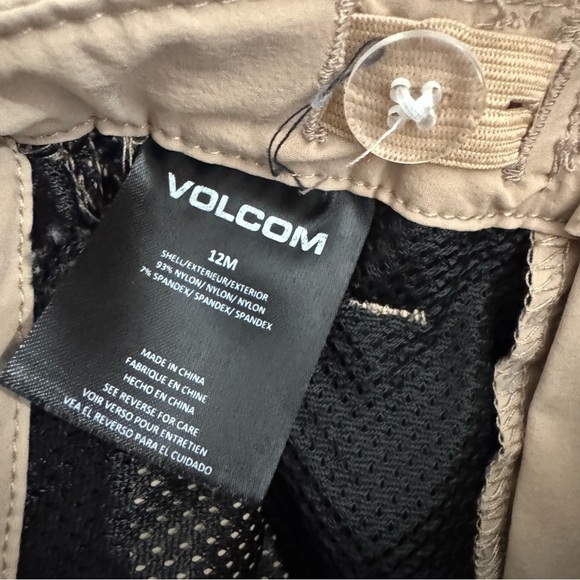 VOLCOM
12M
SHELL/EXTERIEUR/EXTERIOR
93% NYLON/ NYLON/ NYLON
7% SPANDEX/ SPANDEX/ SPANDEX
MADE IN CHINA
FABRIQUE EN CHINE
HECHO EN CHINA
SEE REVERSE FOR CARE
VOIR VERSO POUR ENTRETIEN
VEA EL REVERSO PARA EL CUIDADO